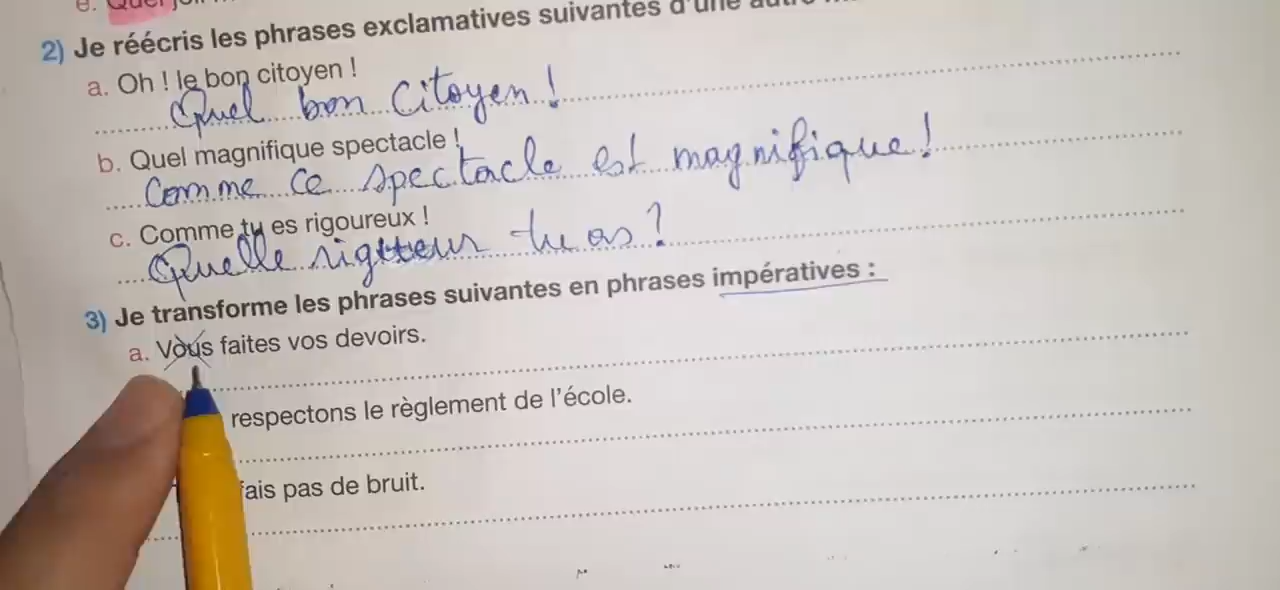 e. Quel
2) Je réécris les phrases exclamatives suivantes d'une
a. Oh ! le bon citoyen !
Quel bon citoyen !
b. Quel magnifique spectacle !
Comme ce spectacle est magnifique !
c. Comme tu es rigoureux !
Quelle rigueur tu as ?
3) Je transforme les phrases suivantes en phrases impératives :
a. Vous faites vos devoirs.
respectons le règlement de l'école.
fais pas de bruit.